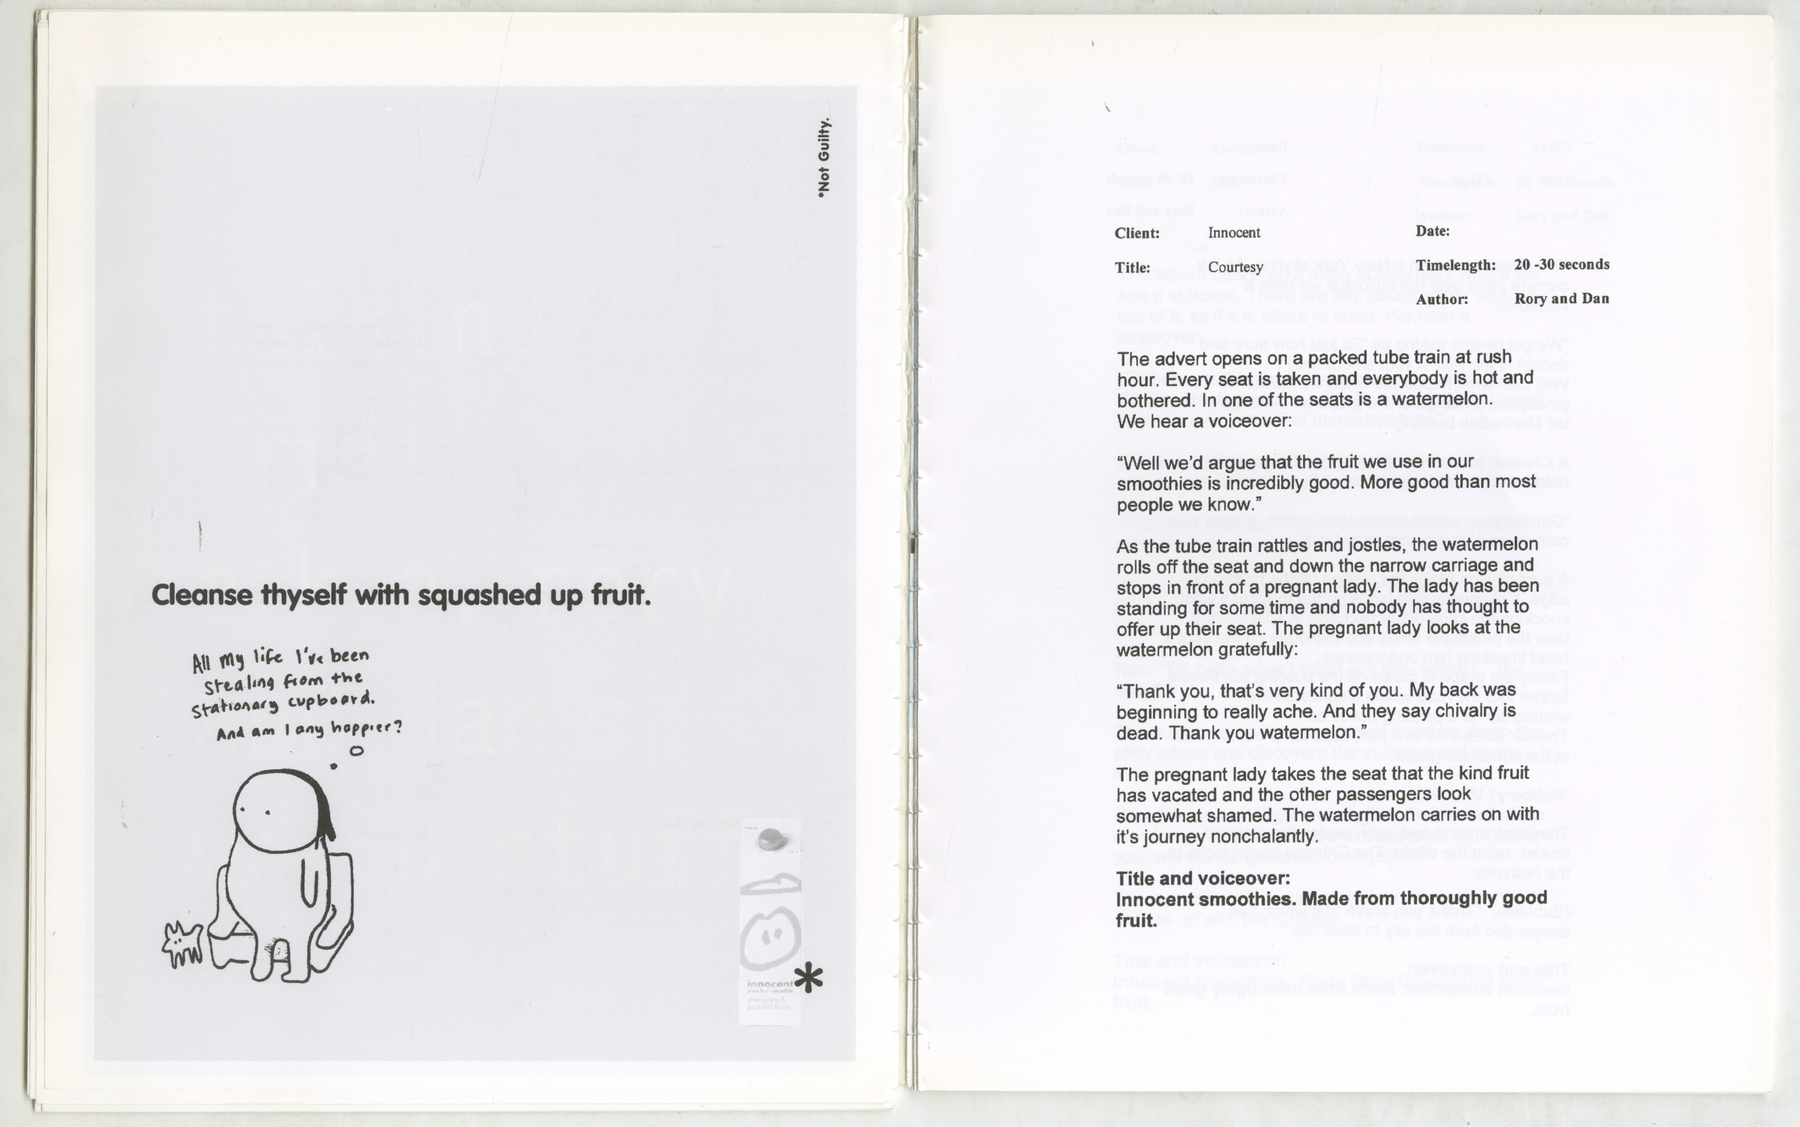 *Not Guilty.
Cleanse thyself with squashed up fruit.
All my life I've been
stealing from the
stationary cupboard.
And am I any happier?
innocent
*
Client: Innocent Date:
Title: Courtesy Timelength: 20 -30 seconds
Author: Rory and Dan
The advert opens on a packed tube train at rush
hour. Every seat is taken and everybody is hot and
bothered. In one of the seats is a watermelon.
We hear a voiceover:
“Well we’d argue that the fruit we use in our
smoothies is incredibly good. More good than most
people we know.”
As the tube train rattles and jostles, the watermelon
rolls off the seat and down the narrow carriage and
stops in front of a pregnant lady. The lady has been
standing for some time and nobody has thought to
offer up their seat. The pregnant lady looks at the
watermelon gratefully:
“Thank you, that’s very kind of you. My back was
beginning to really ache. And they say chivalry is
dead. Thank you watermelon.”
The pregnant lady takes the seat that the kind fruit
has vacated and the other passengers look
somewhat shamed. The watermelon carries on with
it’s journey nonchalantly.
Title and voiceover:
Innocent smoothies. Made from thoroughly good
fruit.